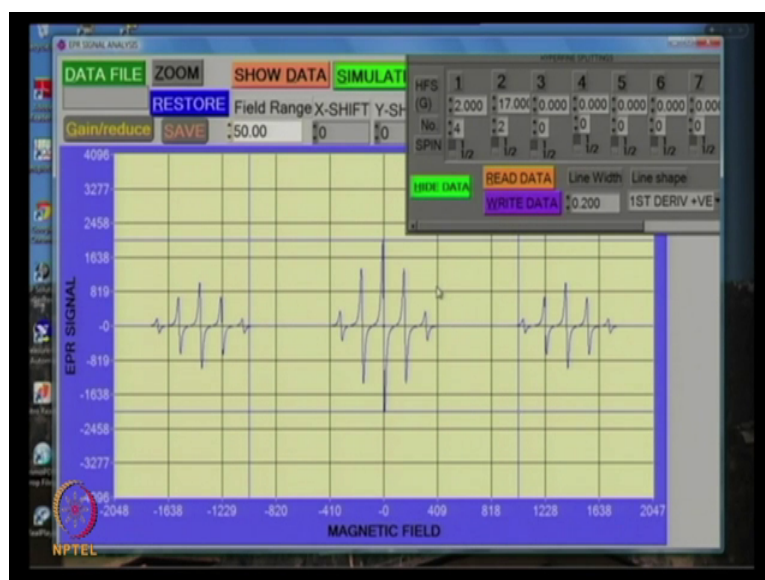 EPR SIGNAL ANALYSIS
DATA FILE ZOOM SHOW DATA SIMULATI
RESTORE Field Range X-SHIFT Y-SH
Gain/reduce SAVE 50.00 0 0
HYPERFINE SPLITTINGS
HFS 1 2 3 4 5 6 7
(G) 2.000 17.000 0.000 0.000 0.000 0.000 0.00
No. 4 2 0 0 0 0 0
SPIN 1/2 1/2 1/2 1/2 1/2 1/2 1/2
HIDE DATA READ DATA Line Width Line shape
WRITE DATA 0.200 1ST DERIV +VE
4096
3277
2458
1638
819
-0
-819
-1638
-2458
-3277
-2048 -1638 -1229 -820 -410 -0 409 818 1228 1638 2047
EPR SIGNAL
MAGNETIC FIELD
NPTEL